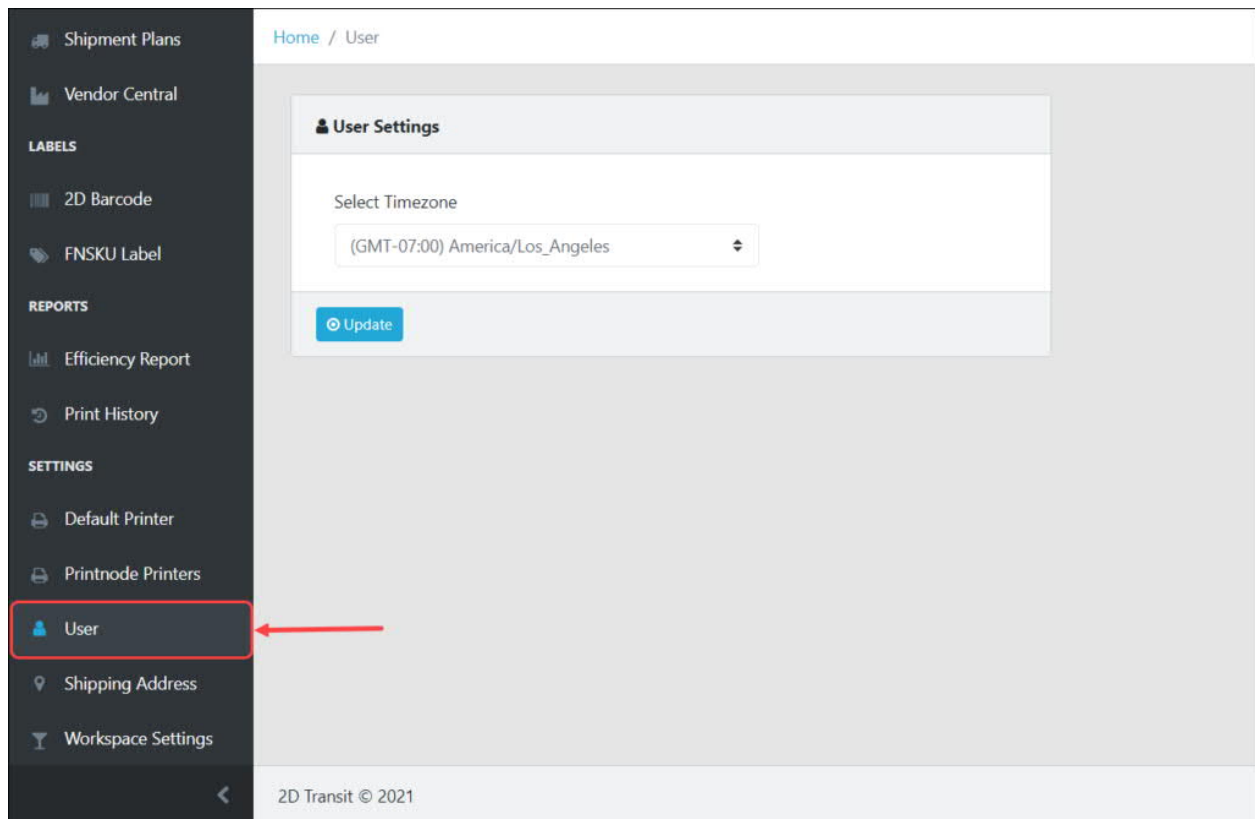 Shipment Plans
Vendor Central
LABELS
2D Barcode
FNSKU Label
REPORTS
Efficiency Report
Print History
SETTINGS
Default Printer
Printnode Printers
User
Shipping Address
Workspace Settings
Home / User
User Settings
Select Timezone
(GMT-07:00) America/Los_Angeles
Update
2D Transit © 2021